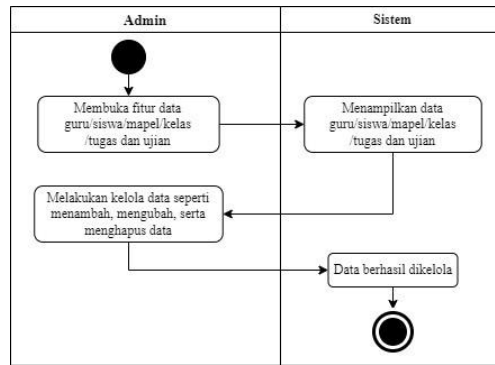 Admin
Sistem
Membuka fitur data
guru/siswa/mapel/kelas
/tugas dan ujian
Menampilkan data
guru/siswa/mapel/kelas
/tugas dan ujian
Melakukan kelola data seperti
menambah, mengubah, serta
menghapus data
Data berhasil dikelola